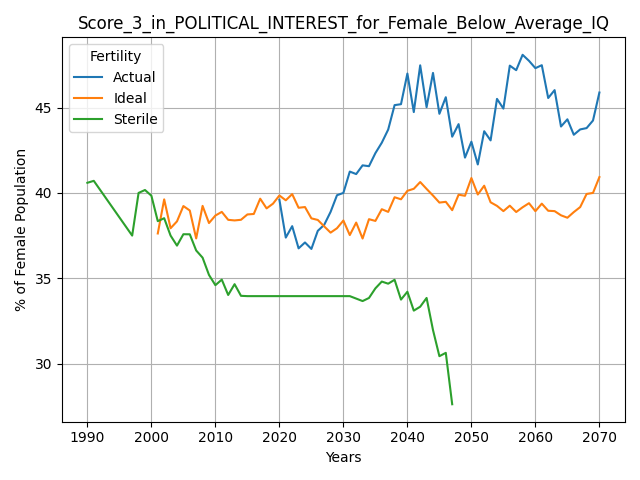 Score_3_in_POLITICAL_INTEREST_for_Female_Below_Average_IQ
Fertility
Actual
Ideal
Sterile
% of Female Population
45
40
35
30
1990 2000 2010 2020 2030 2040 2050 2060 2070
Years